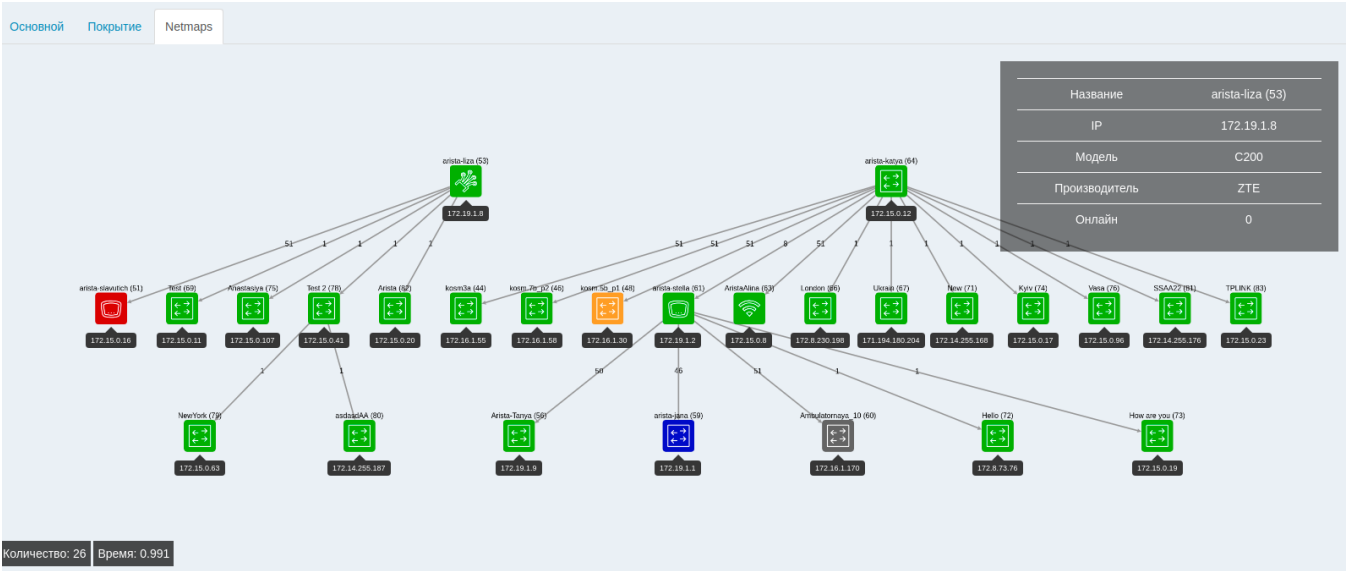 Основной Покрытие Netmaps
Название arista-liza (53)
IP 172.19.1.8
Модель C200
Производитель ZTE
Онлайн 0
arista-liza (53) arista-katya (64)
172.19.1.8 172.15.0.12
51 1 1 1 1 51 51 51 8 51 1 1 1 1 1 1 1
arista-slavutich (51) Test (69) Anastasiya (75) Test 2 (78) Arista (82) kosm3a (44) kosm.7b_p2 (46) kosm.5b_p1 (48) arista-stella (61) AristaAlina (63) London (66) Ukrain (67) New (71) Kyiv (74) Vasa (76) SSAA22 (81) TPLINK (83)
172.15.0.16 172.15.0.11 172.15.0.107 172.15.0.41 172.15.0.20 172.16.1.55 172.16.1.58 172.16.1.30 172.19.1.2 172.15.0.8 172.8.230.198 171.194.180.204 172.14.255.168 172.15.0.17 172.15.0.96 172.14.255.176 172.15.0.23
1 1 50 46 51 1 1
NewYork (79) asdasdAA (80) Arista-Tanya (56) arista-jana (59) Ambulatornaya_10 (60) Hello (72) How are you (73)
172.15.0.63 172.14.255.187 172.19.1.9 172.19.1.1 172.16.1.170 172.8.73.76 172.15.0.19
Количество: 26 Время: 0.991